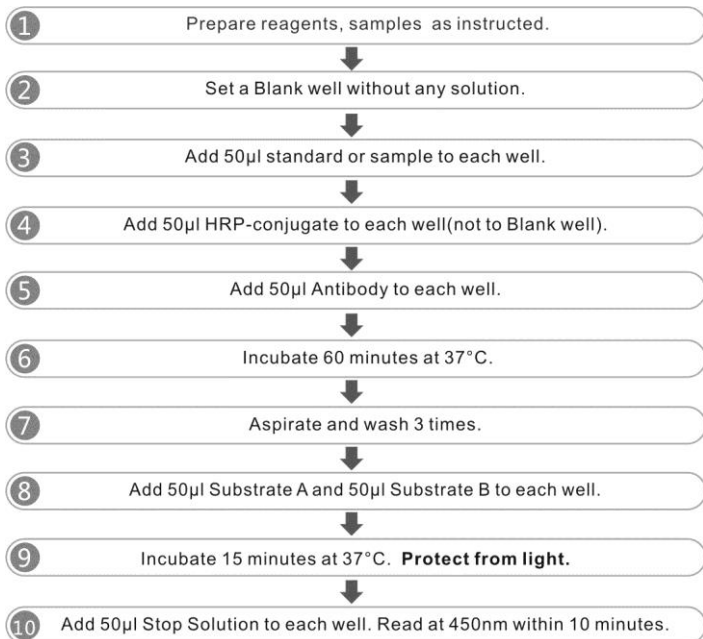 1 Prepare reagents, samples as instructed.
2 Set a Blank well without any solution.
3 Add 50μl standard or sample to each well.
4 Add 50μl HRP-conjugate to each well(not to Blank well).
5 Add 50μl Antibody to each well.
6 Incubate 60 minutes at 37°C.
7 Aspirate and wash 3 times.
8 Add 50μl Substrate A and 50μl Substrate B to each well.
9 Incubate 15 minutes at 37°C. Protect from light.
10 Add 50μl Stop Solution to each well. Read at 450nm within 10 minutes.